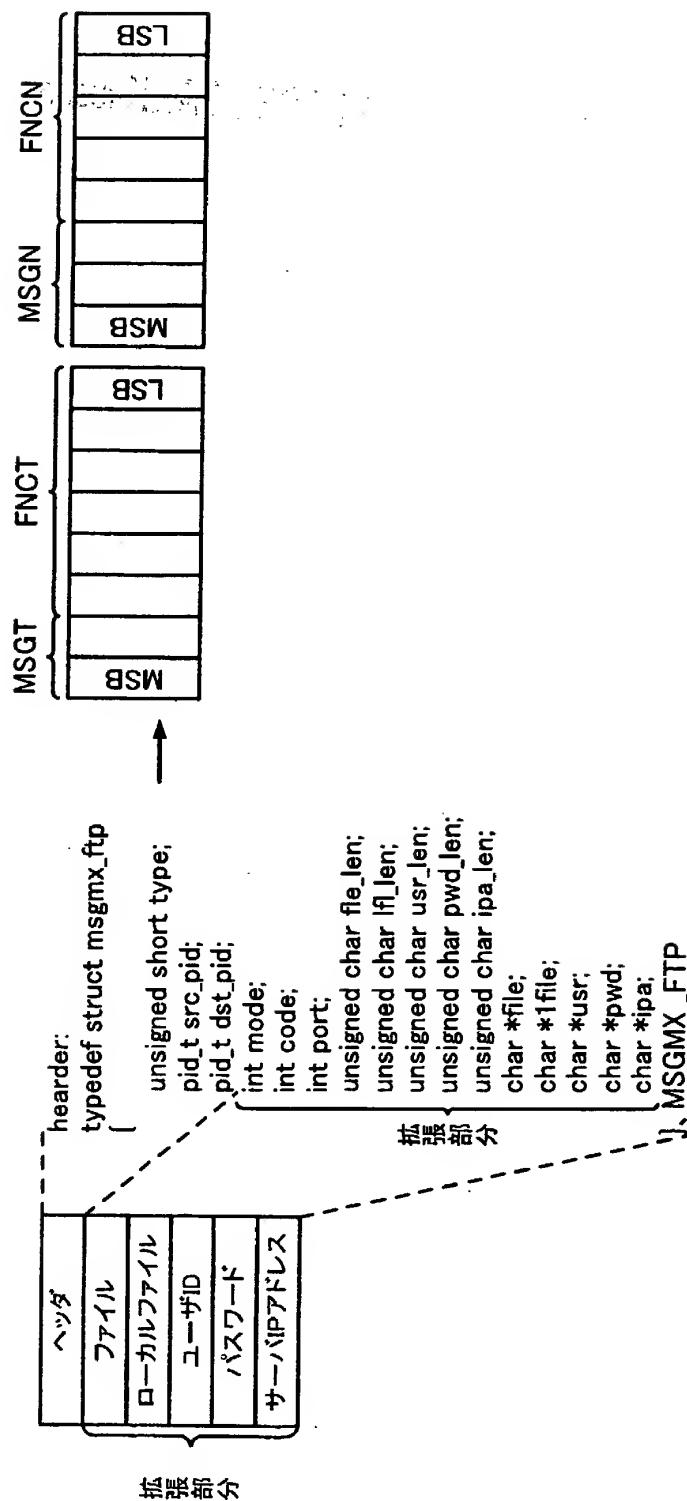 ヘッダ
ファイル
ローカルファイル
ユーザID
パスワード
サーバIPアドレス
拡張部分
hearder:
typedef struct msgmx_ftp
{
unsigned short type;
pid_t src_pid;
pid_t dst_pid;
int mode;
int code;
int port;
unsigned char fle_len;
unsigned char lfl_len;
unsigned char usr_len;
unsigned char pwd_len;
unsigned char ipa_len;
char *file;
char *1file;
char *usr;
char *pwd;
char *ipa;
}, MSGMX_FTP
拡張部分
MSGT
FNCT
MSB
LSB
MSGN
FNCN
MSB
LSB